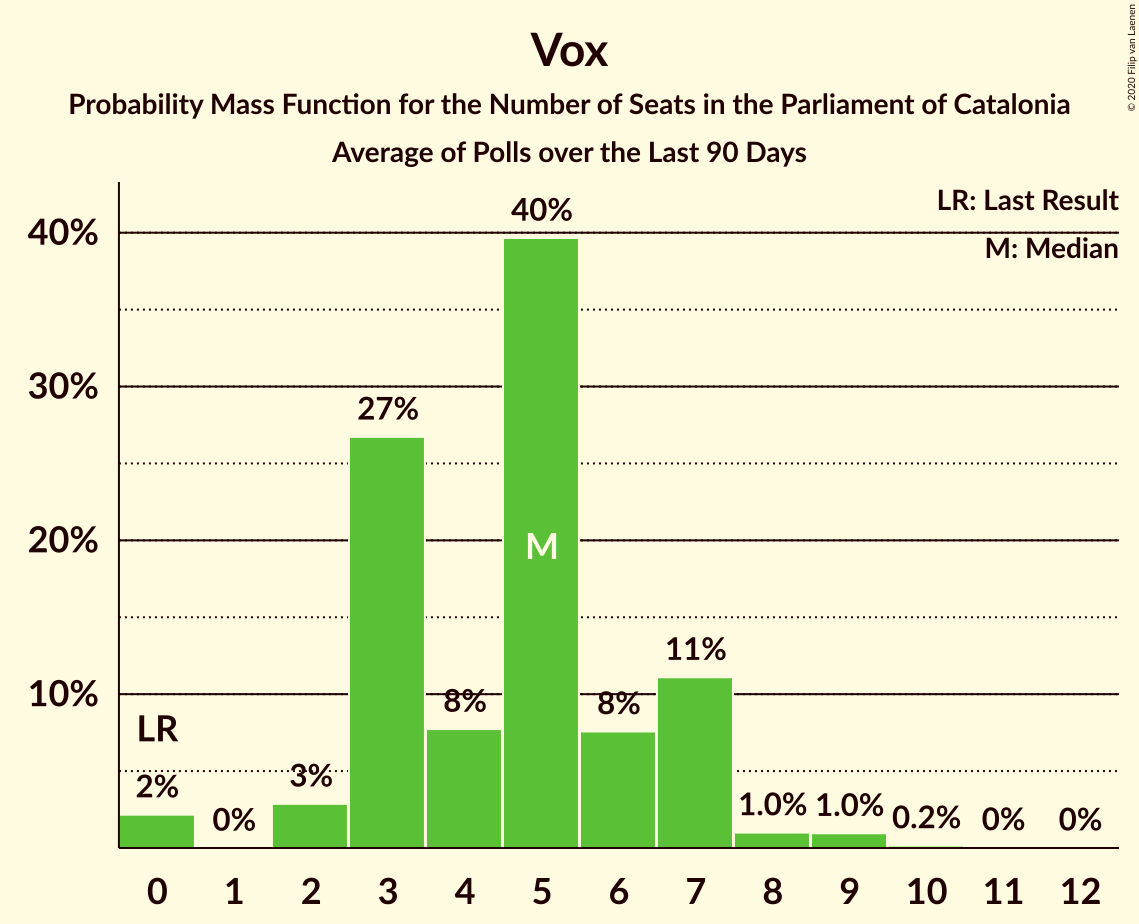 Vox
Probability Mass Function for the Number of Seats in the Parliament of Catalonia
Average of Polls over the Last 90 Days
© 2020 Filip van Laenen
LR: Last Result
M: Median
40%
30%
20%
10%
LR
2%
0%
3%
27%
8%
40%
M
8%
11%
1.0%
1.0%
0.2%
0%
0%
0 1 2 3 4 5 6 7 8 9 10 11 12